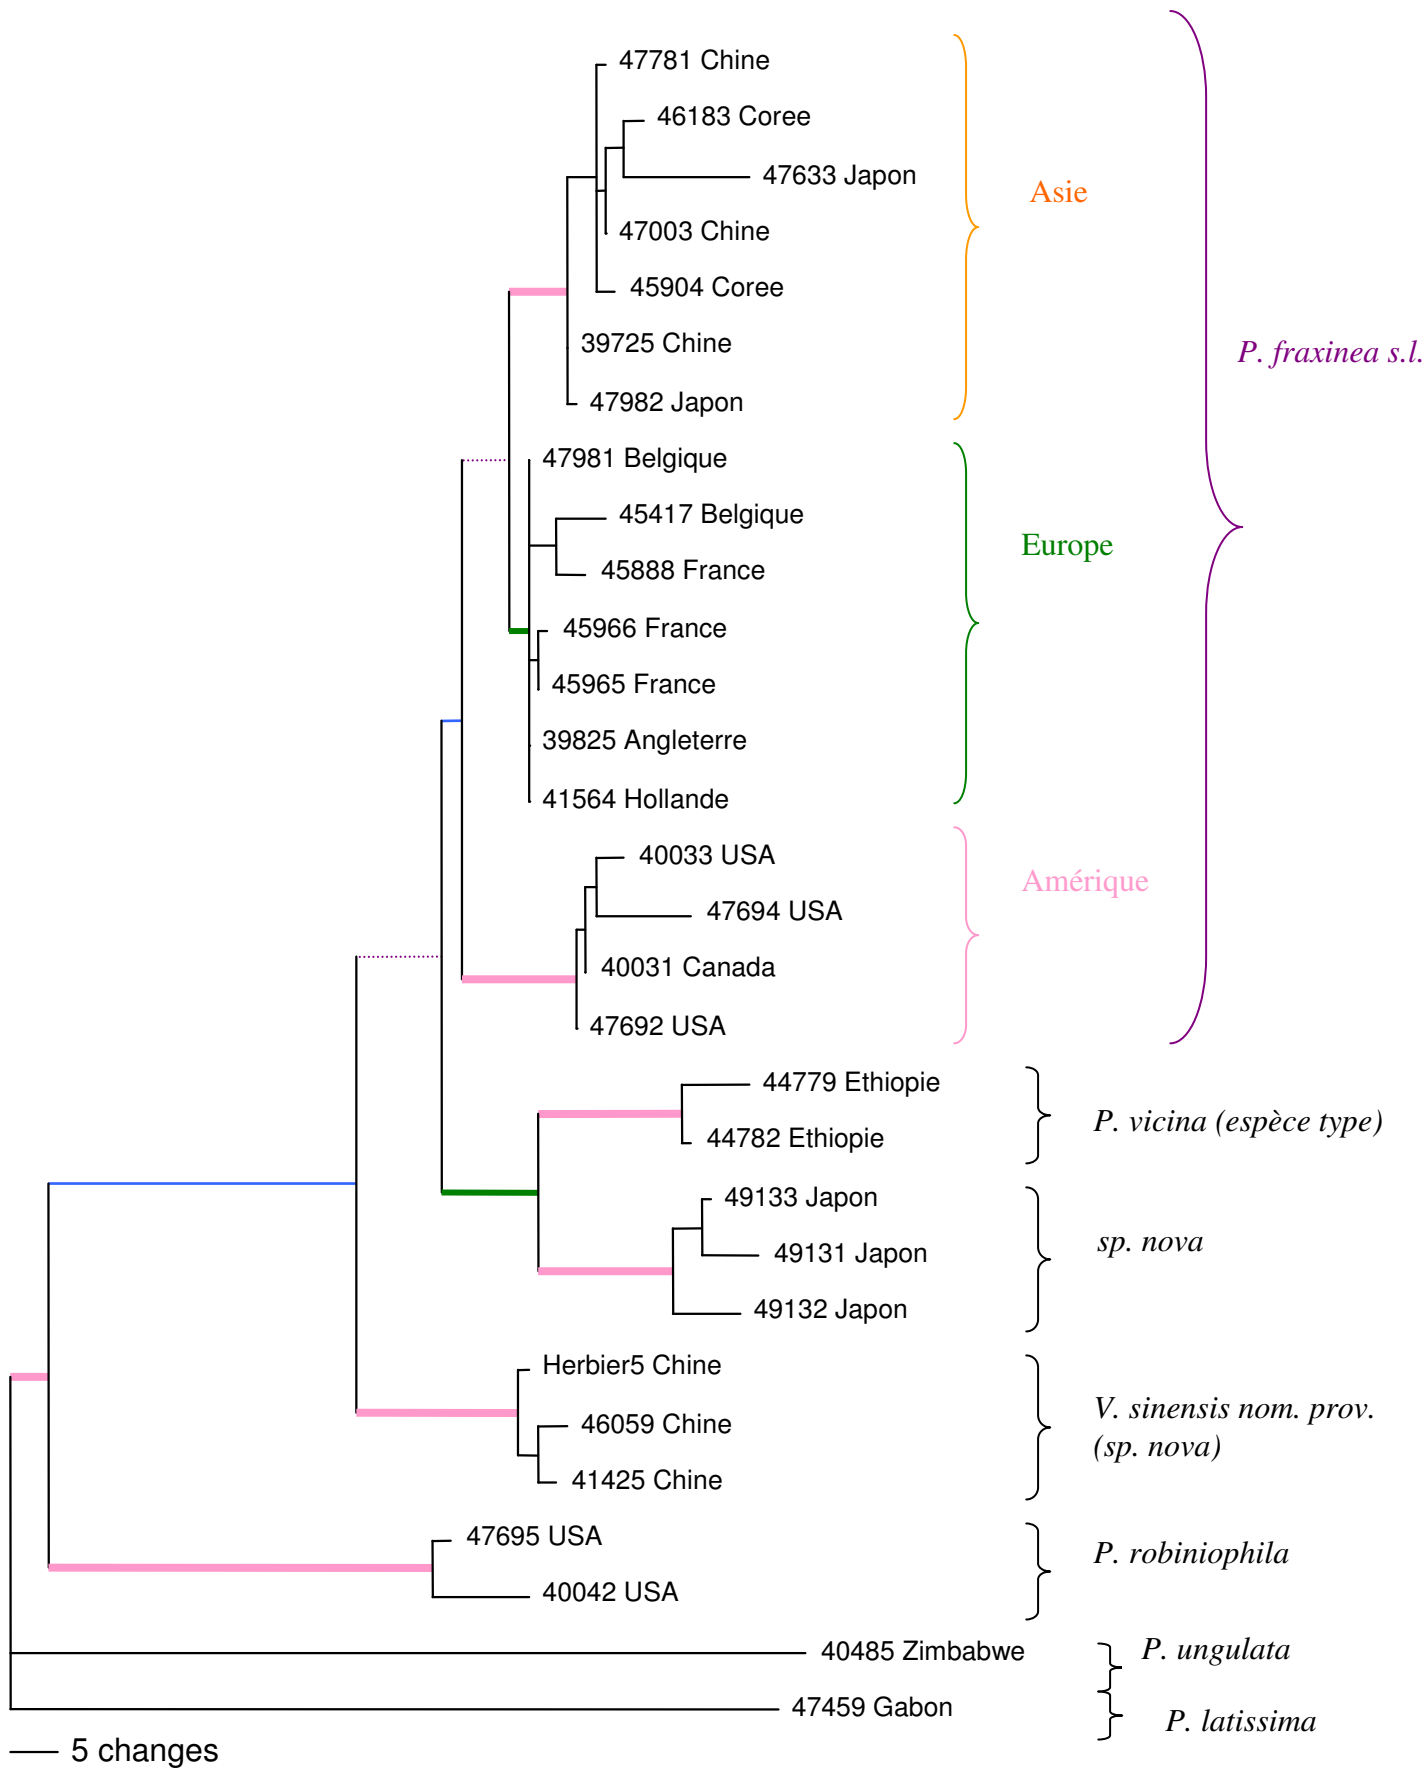 47781 Chine
46183 Coree
47633 Japon
Asie
47003 Chine
45904 Coree
39725 Chine
P. fraxinea s.l.
47982 Japon
47981 Belgique
45417 Belgique
Europe
45888 France
45966 France
45965 France
39825 Angleterre
41564 Hollande
40033 USA
Amérique
47694 USA
40031 Canada
47692 USA
44779 Ethiopie
P. vicina (espèce type)
44782 Ethiopie
49133 Japon
sp. nova
49131 Japon
49132 Japon
Herbier5 Chine
V. sinensis nom. prov.
(sp. nova)
46059 Chine
41425 Chine
47695 USA
P. robiniophila
40042 USA
40485 Zimbabwe
P. ungulata
47459 Gabon
P. latissima
5 changes